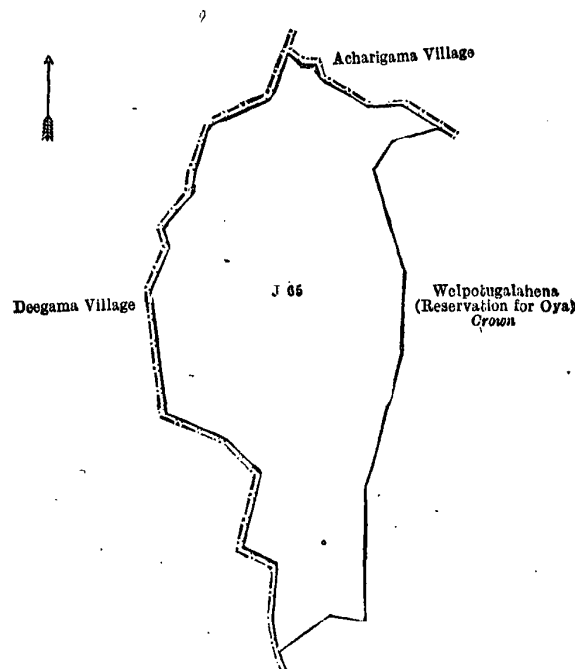 Acharigama Village
Deegama Village
J 65
Welpotugalahena
(Reservation for Oya)
Crown